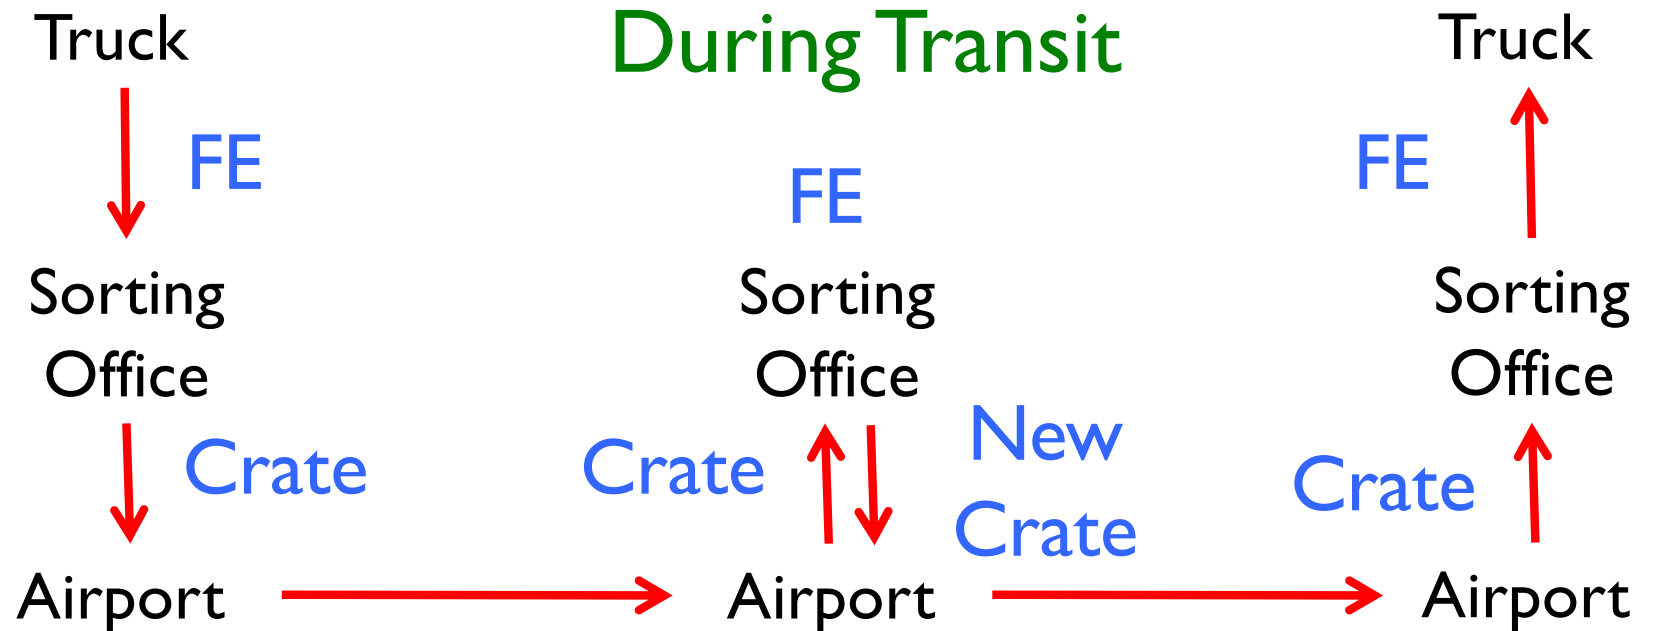 Truck
During Transit
Truck
FE
FE
FE
Sorting
Office
Sorting
Office
Sorting
Office
Crate
Crate
New
Crate
Crate
Airport
Airport
Airport